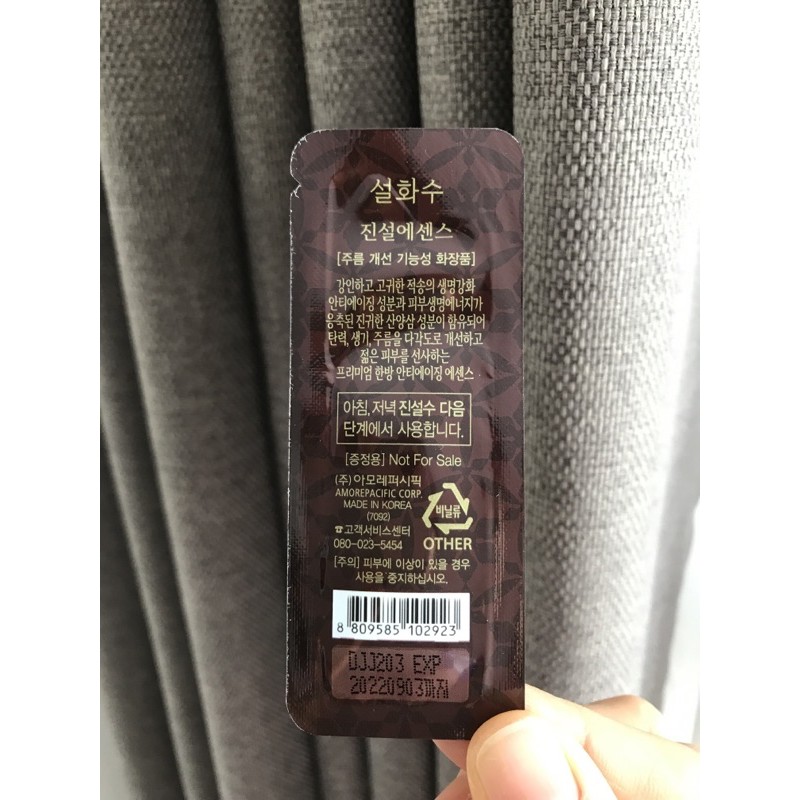 설화수
진설에센스
[주름 개선 기능성 화장품]
강인하고 고귀한 적송의 생명강화
안티에이징 성분과 피부생명에너지가
응축된 진귀한 산양삼 성분이 함유되어
탄력, 생기, 주름을 다각도로 개선하고
젊은 피부를 선사하는
프리미엄 한방 안티에이징 에센스
아침, 저녁 진설수 다음
단계에서 사용합니다.
[증정용] Not For Sale
(주)아모레퍼시픽
AMOREPACIFIC CORP.
MADE IN KOREA
(7092)
☎고객서비스센터
080-023-5454
비닐류
OTHER
[주의] 피부에 이상이 있을 경우
사용을 중지하십시오.
8 809585 102923
DJJ203 EXP
20220903까지